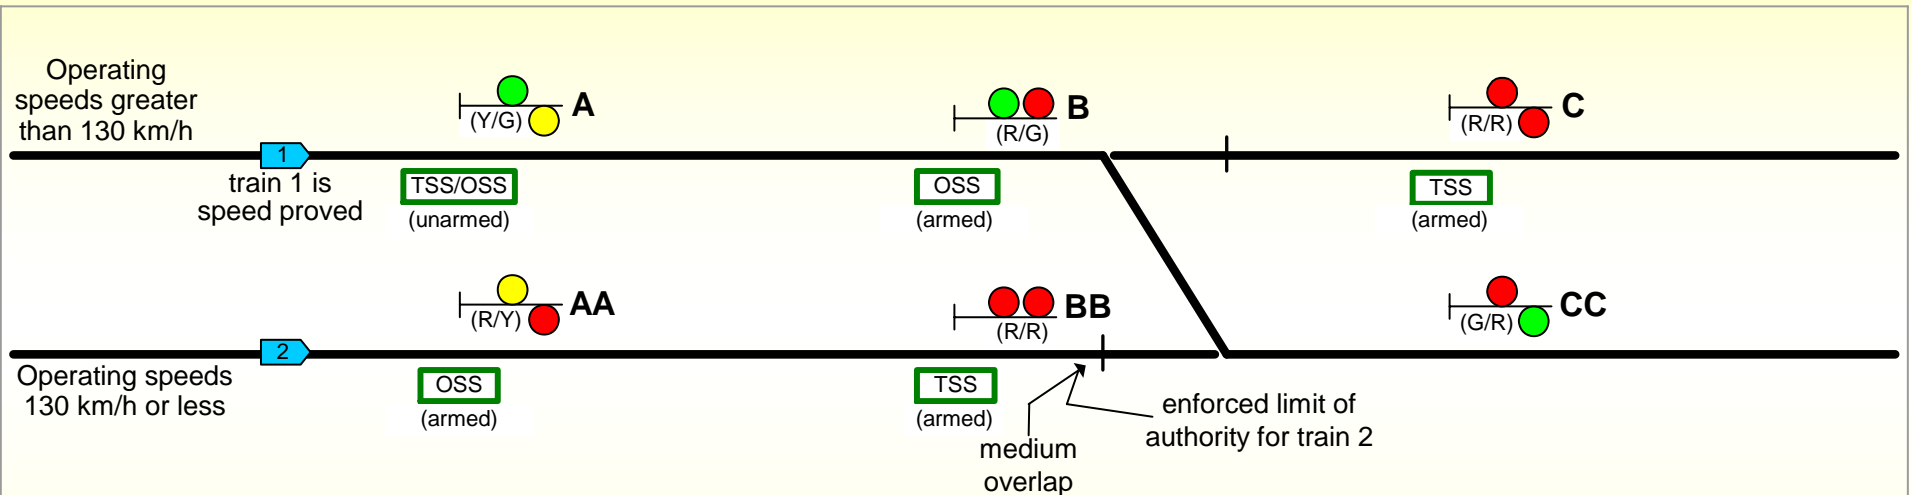 Operating
speeds greater
than 130 km/h
(Y/G) A
(R/G) B
(R/R) C
1
train 1 is
speed proved
TSS/OSS
(unarmed)
OSS
(armed)
TSS
(armed)
(R/Y) AA
(R/R) BB
(G/R) CC
2
Operating speeds
130 km/h or less
OSS
(armed)
TSS
(armed)
medium
overlap
enforced limit of
authority for train 2